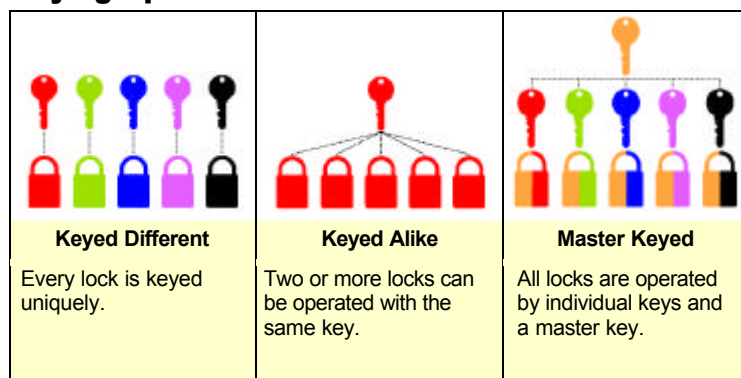 Keyed Different
Keyed Alike
Master Keyed
Every lock is keyed
uniquely.
Two or more locks can
be operated with the
same key.
All locks are operated
by individual keys and
a master key.